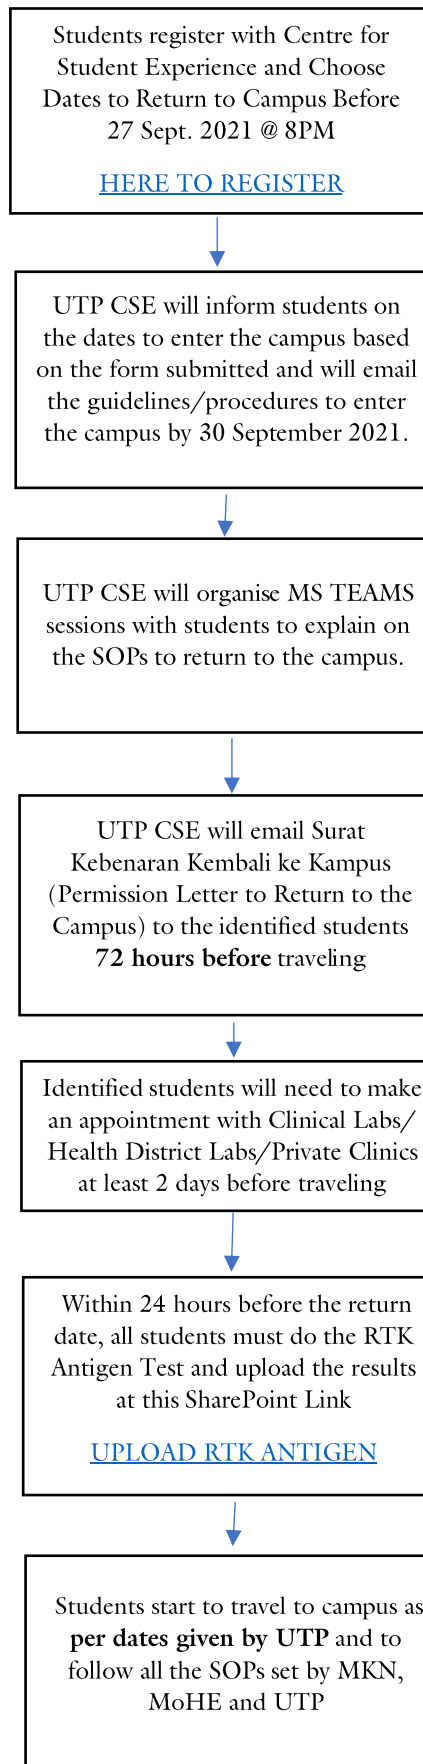 Students register with Centre for
Student Experience and Choose
Dates to Return to Campus Before
27 Sept. 2021 @ 8PM
HERE TO REGISTER
UTP CSE will inform students on
the dates to enter the campus based
on the form submitted and will email
the guidelines/procedures to enter
the campus by 30 September 2021.
UTP CSE will organise MS TEAMS
sessions with students to explain on
the SOPs to return to the campus.
UTP CSE will email Surat
Kebenaran Kembali ke Kampus
(Permission Letter to Return to the
Campus) to the identified students
72 hours before traveling
Identified students will need to make
an appointment with Clinical Labs/
Health District Labs/Private Clinics
at least 2 days before traveling
Within 24 hours before the return
date, all students must do the RTK
Antigen Test and upload the results
at this SharePoint Link
UPLOAD RTK ANTIGEN
Students start to travel to campus as
per dates given by UTP and to
follow all the SOPs set by MKN,
MoHE and UTP